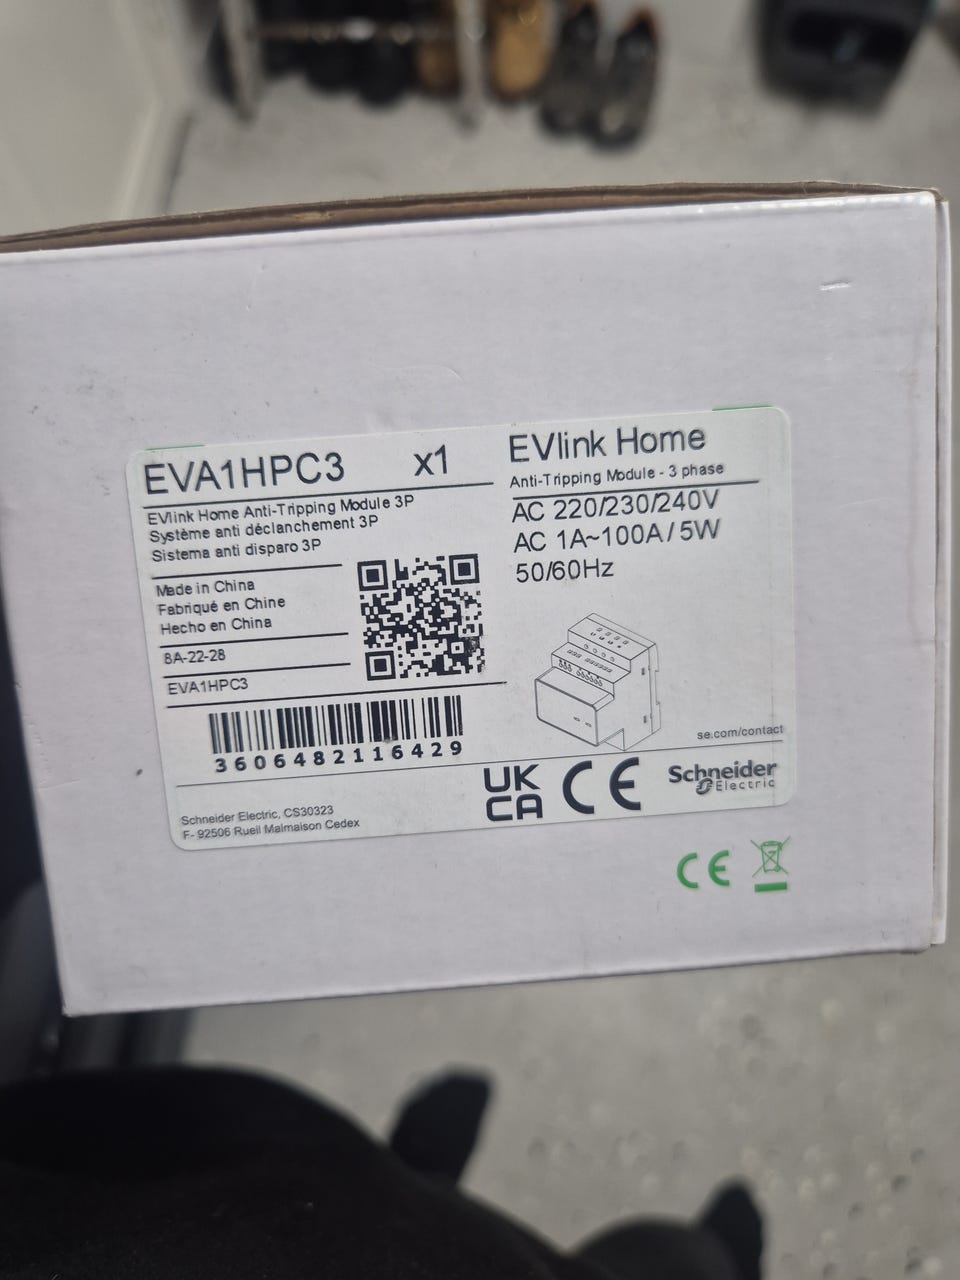 EVA1HPC3 x1
EVlink Home Anti-Tripping Module 3P
Système anti déclanchement 3P
Sistema anti disparo 3P
Made in China
Fabriqué en Chine
Hecho en China
8A-22-28
EVA1HPC3
3606482116429
Schneider Electric, CS30323
F- 92506 Rueil Malmaison Cedex
EVlink Home
Anti-Tripping Module - 3 phase
AC 220/230/240V
AC 1A~100A/5W
50/60Hz
se.com/contact
UK
CA
CE
Schneider
Electric
CE